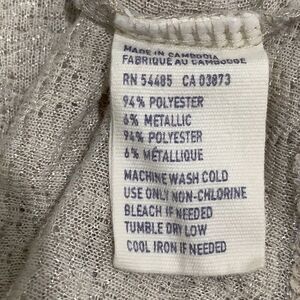 MADE IN CAMBODIA
FABRIQUÉ AU CAMBODGE
RN 54485 CA 03873
94% POLYESTER
6% METALLIC
94% POLYESTER
6% MÉTALLIQUE
MACHINE WASH COLD
USE ONLY NON-CHLORINE
BLEACH IF NEEDED
TUMBLE DRY LOW
COOL IRON IF NEEDED